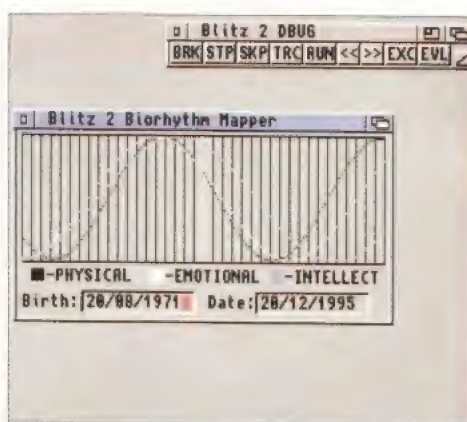 Blitz 2 DBUG
BRK STP SKP TRC RUN << >> EXC EVL
Blitz 2 Biorhythm Mapper
-PHYSICAL -EMOTIONAL -INTELLECT
Birth: 20/08/1971 Date: 20/12/1995